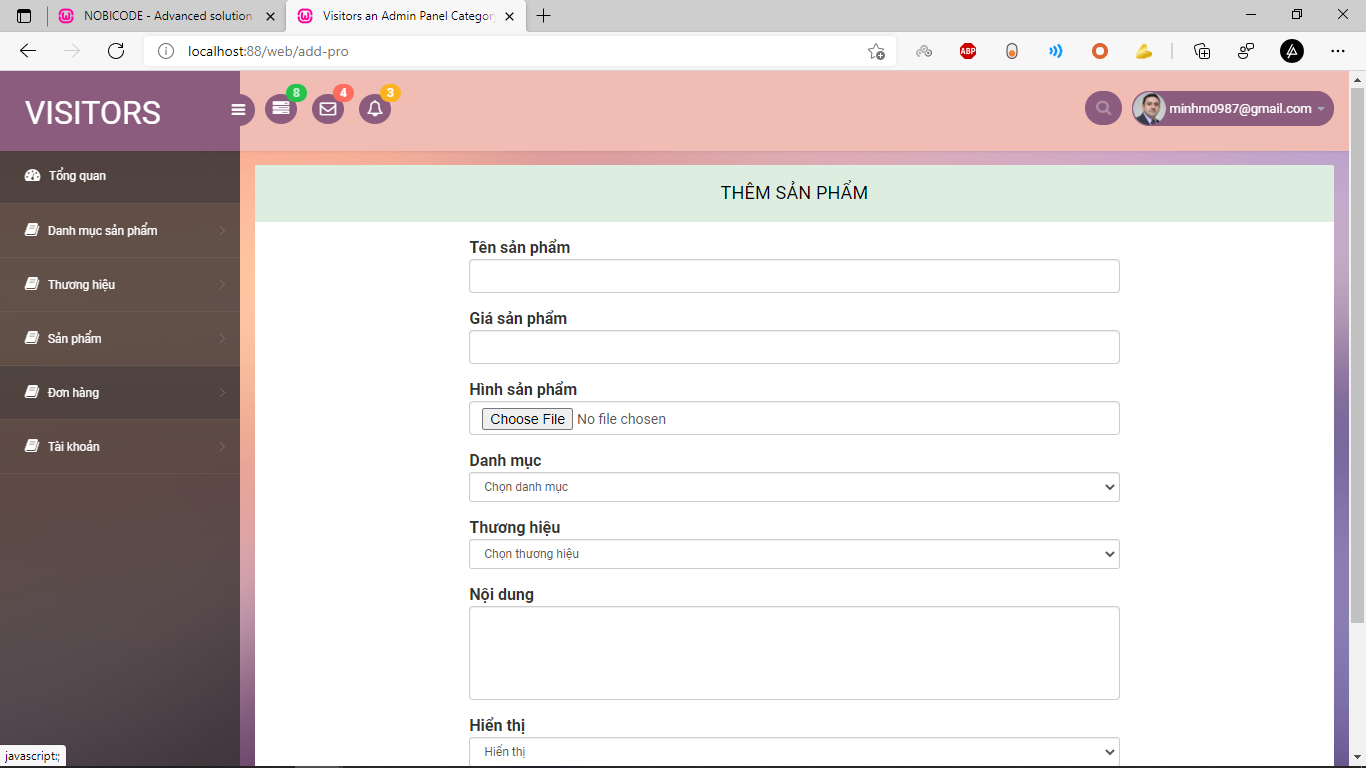 NOBICODE - Advanced solution
Visitors an Admin Panel Categor
localhost:88/web/add-pro
ABP
VISITORS
8
4
3
minhm0987@gmail.com
Tổng quan
Danh mục sản phẩm
Thương hiệu
Sản phẩm
Đơn hàng
Tài khoản
THÊM SẢN PHẨM
Tên sản phẩm
Giá sản phẩm
Hình sản phẩm
Choose File No file chosen
Danh mục
Chọn danh mục
Thương hiệu
Chọn thương hiệu
Nội dung
Hiển thị
Hiển thị
javascript:;